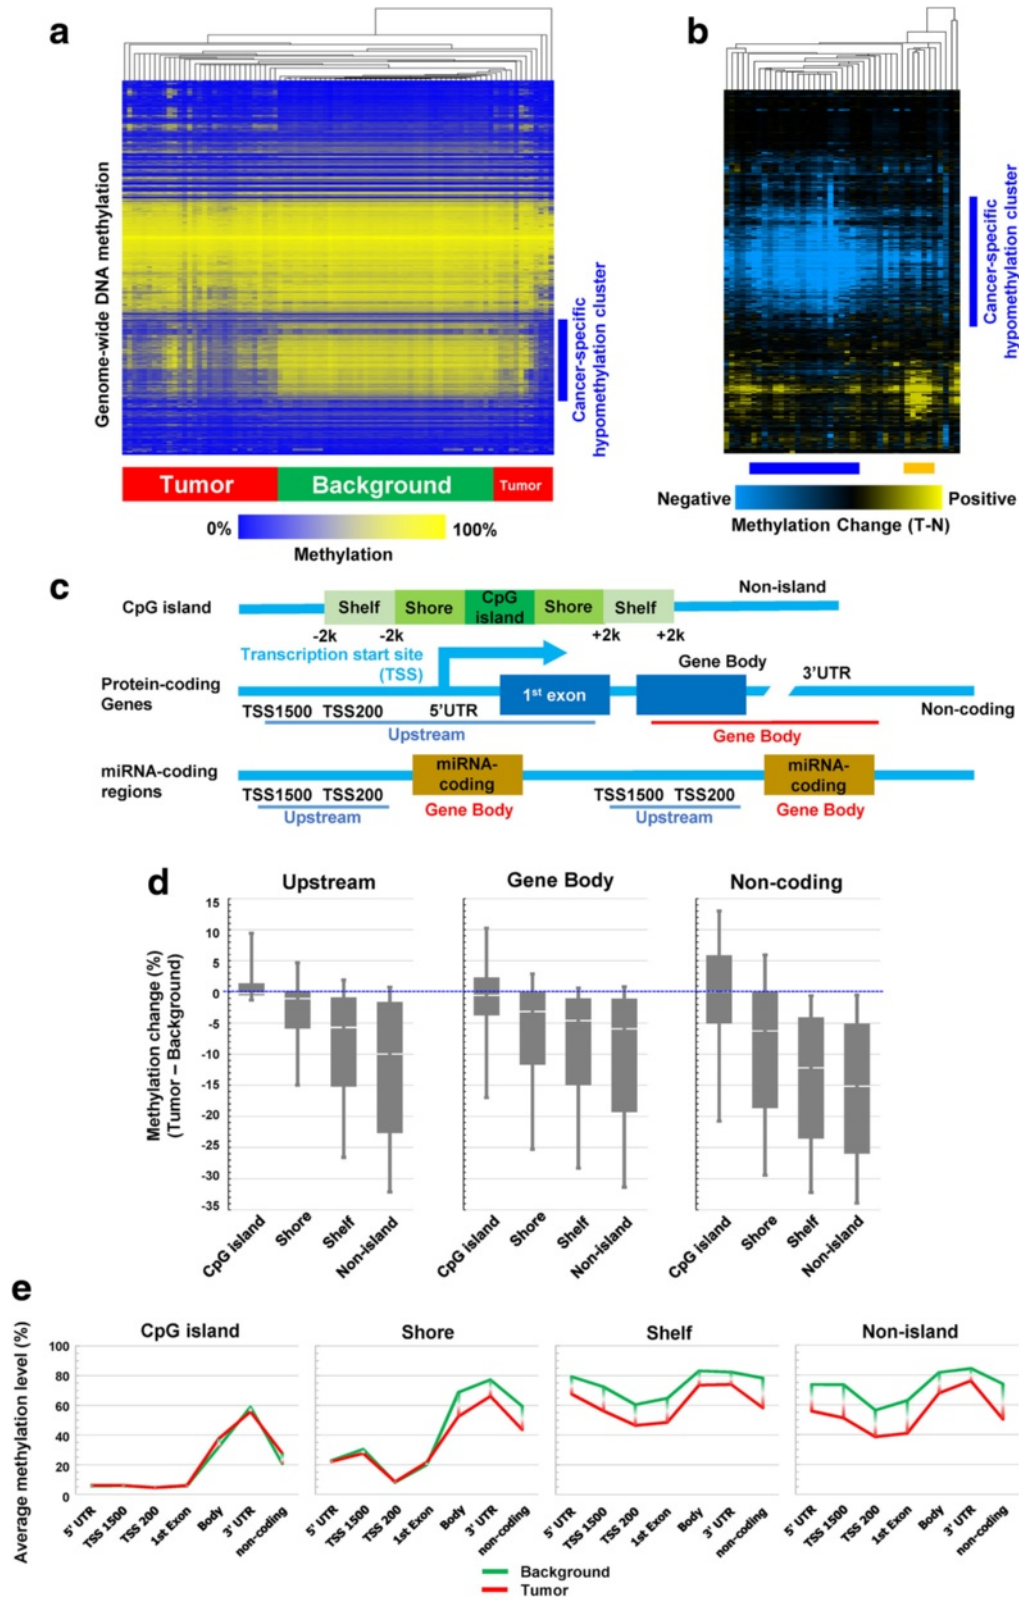 a
Genome-wide DNA methylation
Cancer-specific
hypomethylation cluster
Tumor
Background
Tumor
0%
100%
Methylation
b
Cancer-specific
hypomethylation cluster
Negative
Positive
Methylation Change (T-N)
c
CpG island
Shelf
Shore
CpG
island
Shore
Shelf
Non-island
-2k
-2k
+2k
+2k
Transcription start site
(TSS)
Protein-coding
Genes
1st exon
Gene Body
3'UTR
TSS1500
TSS200
5'UTR
Non-coding
Upstream
Gene Body
miRNA-coding
regions
miRNA-
coding
miRNA-
coding
TSS1500
TSS200
TSS1500
TSS200
Upstream
Gene Body
Upstream
Gene Body
d
Upstream
Gene Body
Non-coding
Methylation change (%)
(Tumor – Background)
15
10
5
0
-5
-10
-15
-20
-25
-30
-35
CpG island
Shore
Shelf
Non-island
CpG island
Shore
Shelf
Non-island
CpG island
Shore
Shelf
Non-island
e
Average methylation level (%)
CpG island
Shore
Shelf
Non-island
100
80
60
40
20
0
5' UTR
TSS 1500
TSS 200
1st Exon
Body
3' UTR
non-coding
5' UTR
TSS 1500
TSS 200
1st Exon
Body
3' UTR
non-coding
5' UTR
TSS 1500
TSS 200
1st Exon
Body
3' UTR
non-coding
5' UTR
TSS 1500
TSS 200
1st Exon
Body
3' UTR
non-coding
Background
Tumor